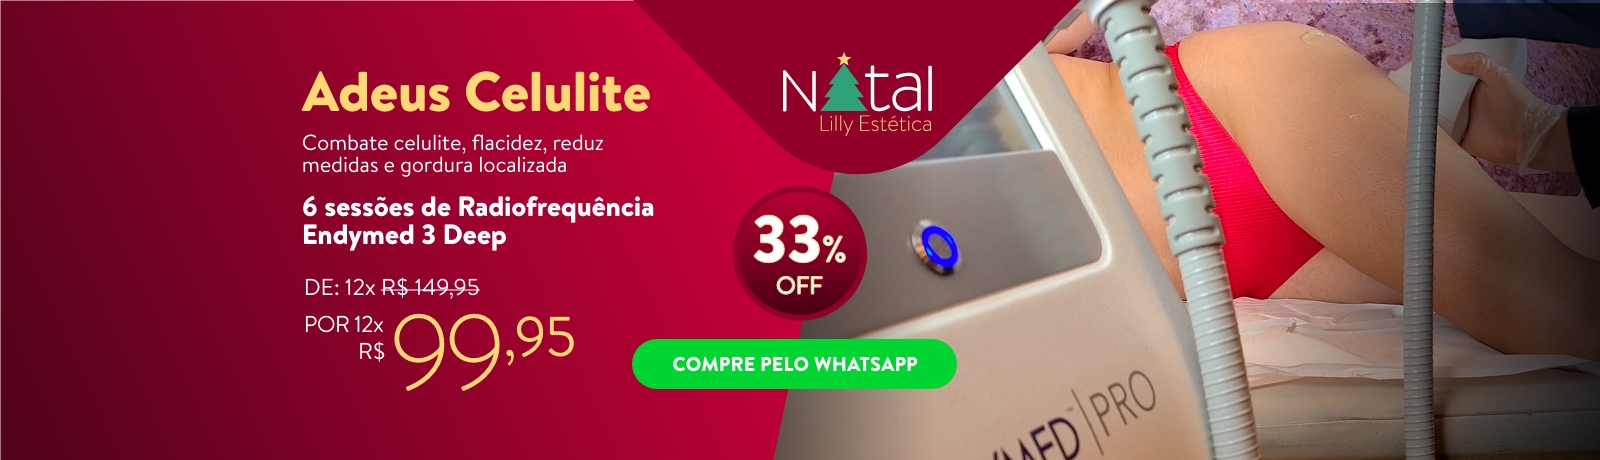 Natal
Lilly Estética
Adeus Celulite
Combate celulite, flacidez, reduz
medidas e gordura localizada
6 sessões de Radiofrequência
Endymed 3 Deep
DE: 12x R$ 149,95
POR 12x
R$ 99,95
33%
OFF
COMPRE PELO WHATSAPP
YMED™|PRO